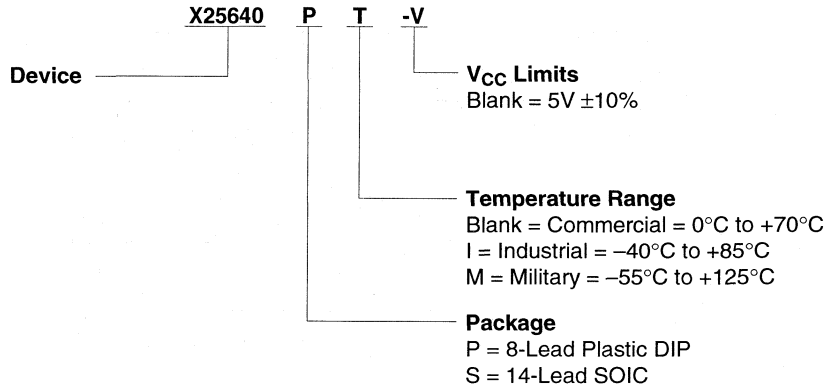 X25640 P T -V
Device
VCC Limits
Blank = 5V ±10%
Temperature Range
Blank = Commercial = 0°C to +70°C
I = Industrial = –40°C to +85°C
M = Military = –55°C to +125°C
Package
P = 8-Lead Plastic DIP
S = 14-Lead SOIC